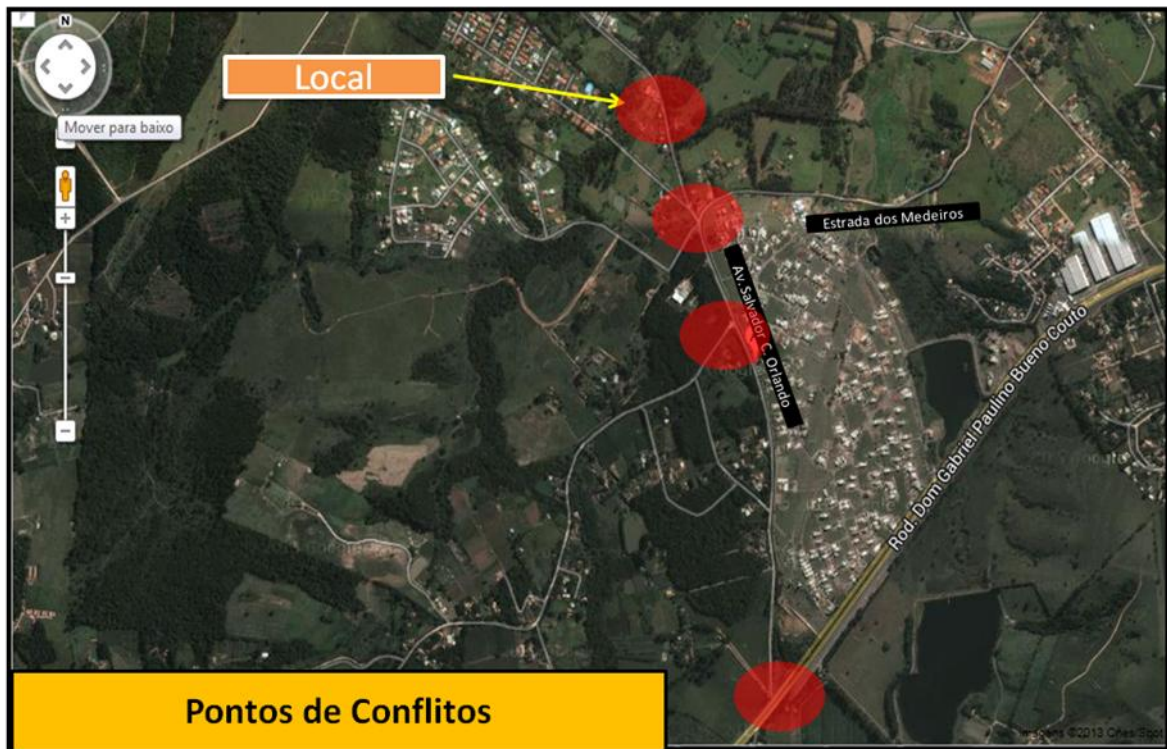 N
Local
Mover para baixo
Estrada dos Medeiros
Av. Salvador C. Orlando
Rod. Dom Gabriel Paulino Bueno Couto
Pontos de Conflitos
©2013